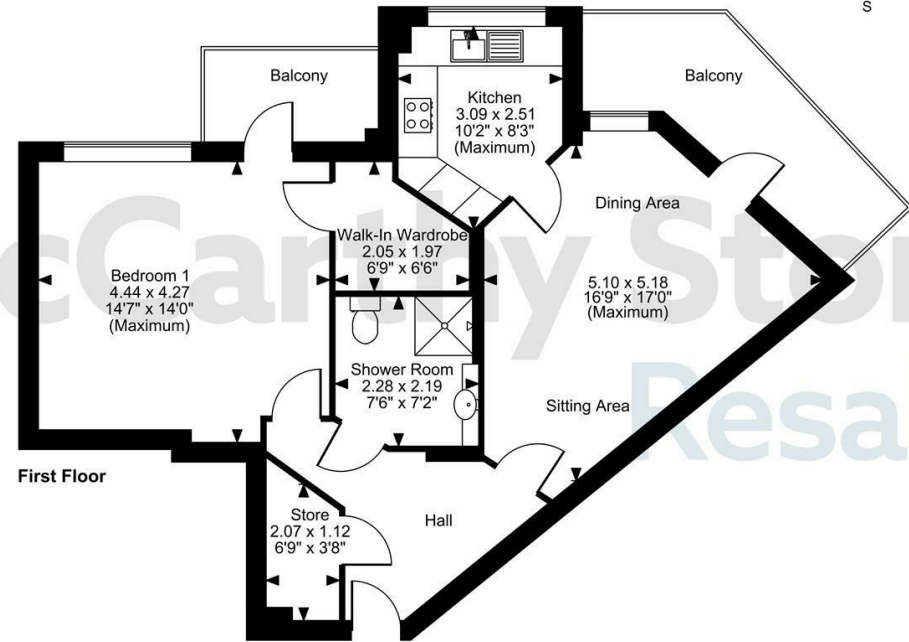 S
Balcony
Balcony
Kitchen
3.09 x 2.51
10'2" x 8'3"
(Maximum)
Dining Area
Walk-In Wardrobe
2.05 x 1.97
6'9" x 6'6"
Bedroom 1
4.44 x 4.27
14'7" x 14'0"
(Maximum)
5.10 x 5.18
16'9" x 17'0"
(Maximum)
Shower Room
2.28 x 2.19
7'6" x 7'2"
Sitting Area
First Floor
Store
2.07 x 1.12
6'9" x 3'8"
Hall
cCarthy Sto
Resa